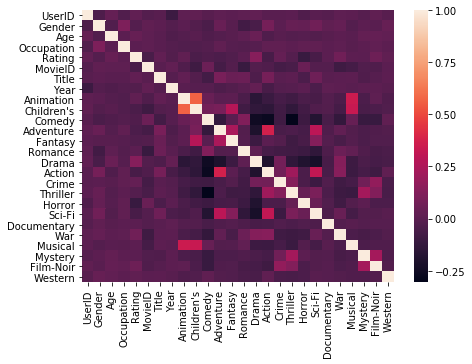 UserID
Gender
Age
Occupation
Rating
MovieID
Title
Year
Animation
Children's
Comedy
Adventure
Fantasy
Romance
Drama
Action
Crime
Thriller
Horror
Sci-Fi
Documentary
War
Musical
Mystery
Film-Noir
Western
UserID
Gender
Age
Occupation
Rating
MovieID
Title
Year
Animation
Children's
Comedy
Adventure
Fantasy
Romance
Drama
Action
Crime
Thriller
Horror
Sci-Fi
Documentary
War
Musical
Mystery
Film-Noir
Western
1.00
0.75
0.50
0.25
0.00
−0.25